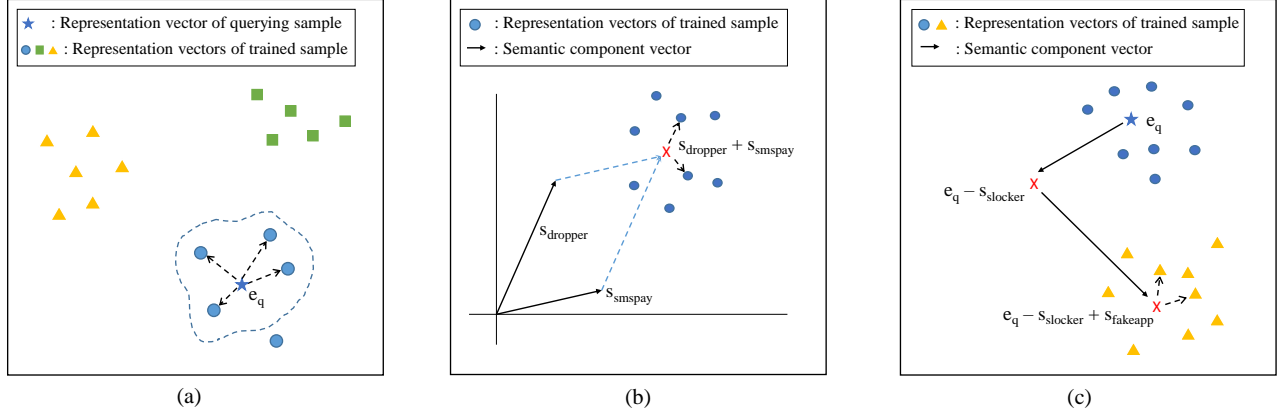 : Representation vector of querying sample
: Representation vectors of trained sample
e_q
(a)
: Representation vectors of trained sample
: Semantic component vector
X
s_dropper + s_smspay
s_dropper
s_smspay
(b)
: Representation vectors of trained sample
: Semantic component vector
e_q
X
e_q – s_slocker
X
e_q – s_slocker + s_fakeapp
(c)